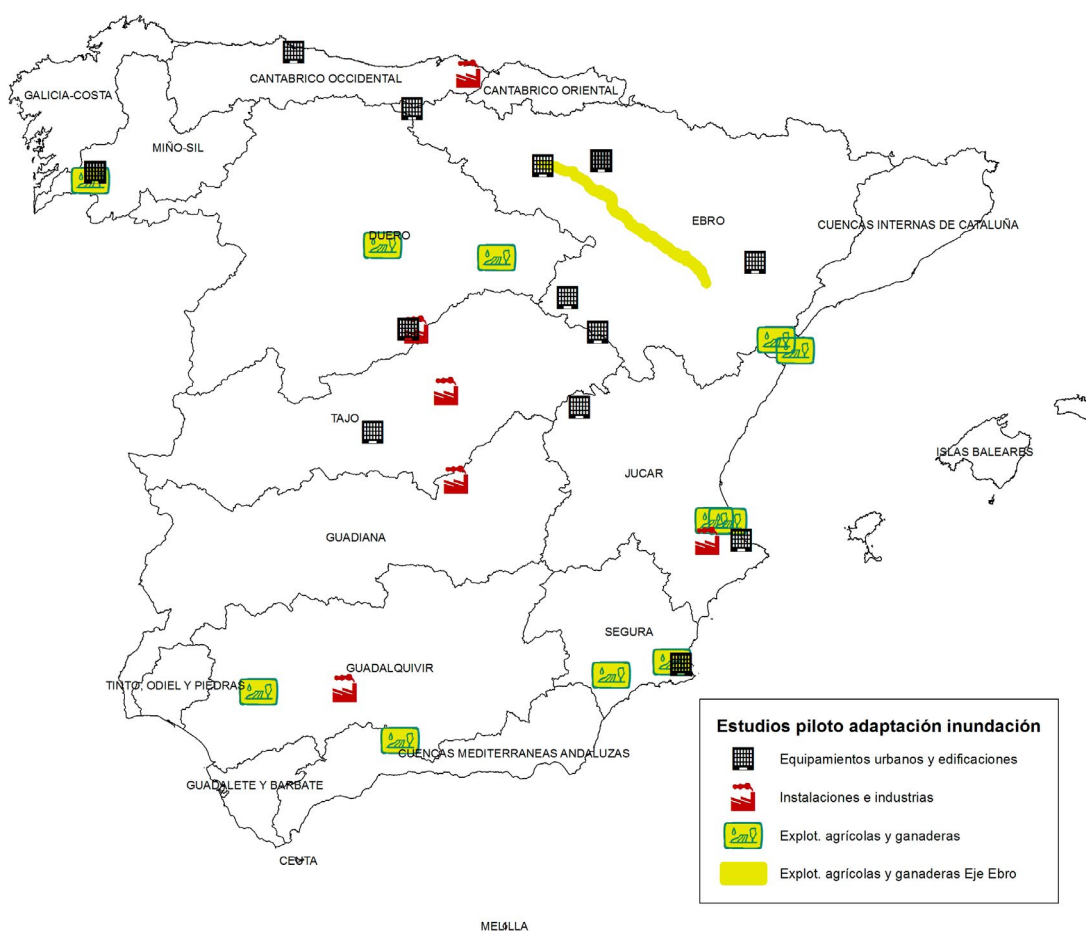 CANTABRICO OCCIDENTAL
CANTABRICO ORIENTAL
GALICIA-COSTA
MIÑO-SIL
EBRO
CUENCAS INTERNAS DE CATALUÑA
DUERO
TAJO
ISLAS BALEARES
JUCAR
GUADIANA
SEGURA
GUADALQUIVIR
TINTO, ODIEL Y PIEDRAS
CUENCAS MEDITERRANEAS ANDALUZAS
GUADALETE Y BARBATE
CEUTA
MELILLA
Estudios piloto adaptación inundación
Equipamientos urbanos y edificaciones
Instalaciones e industrias
Explot. agrícolas y ganaderas
Explot. agrícolas y ganaderas Eje Ebro